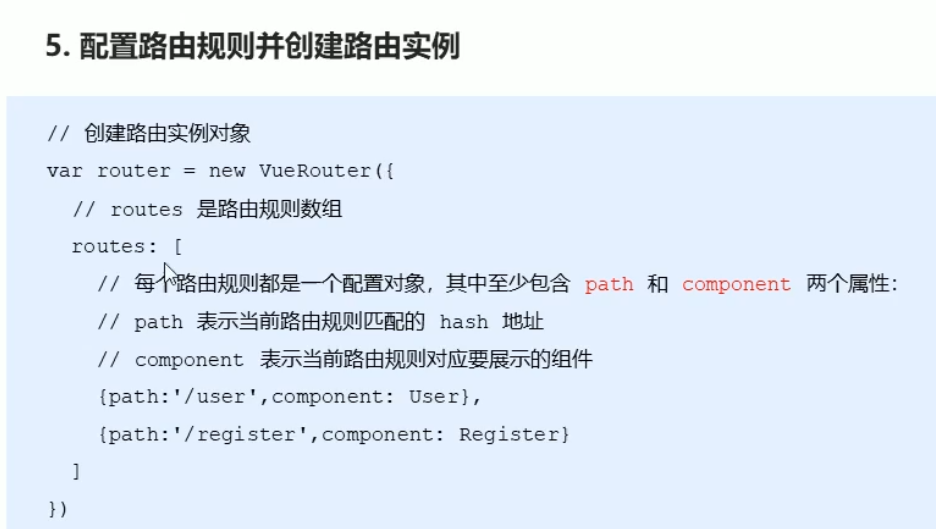 5. 配置路由规则并创建路由实例
// 创建路由实例对象
var router = new VueRouter({
// routes 是路由规则数组
routes: [
// 每个路由规则都是一个配置对象，其中至少包含 path 和 component 两个属性：
// path 表示当前路由规则匹配的 hash 地址
// component 表示当前路由规则对应要展示的组件
{path:'/user',component: User},
{path:'/register',component: Register}
]
})